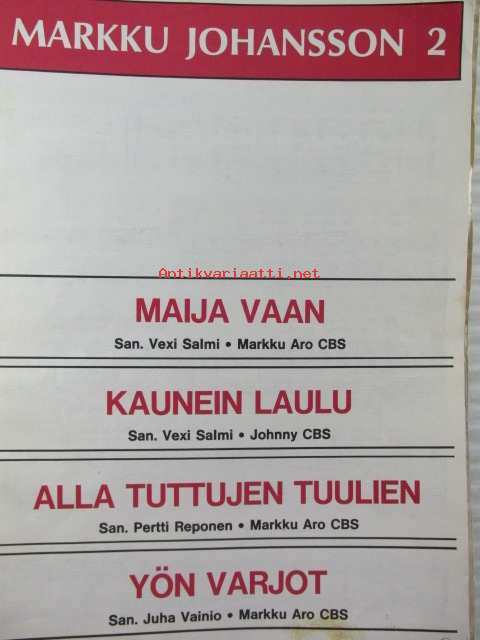 MARKKU JOHANSSON 2
Antikvariaatti.net
MAIJA VAAN
San. Vexi Salmi • Markku Aro CBS
KAUNEIN LAULU
San. Vexi Salmi • Johnny CBS
ALLA TUTTUJEN TUULIEN
San. Pertti Reponen • Markku Aro CBS
YÖN VARJOT
San. Juha Vainio • Markku Aro CBS